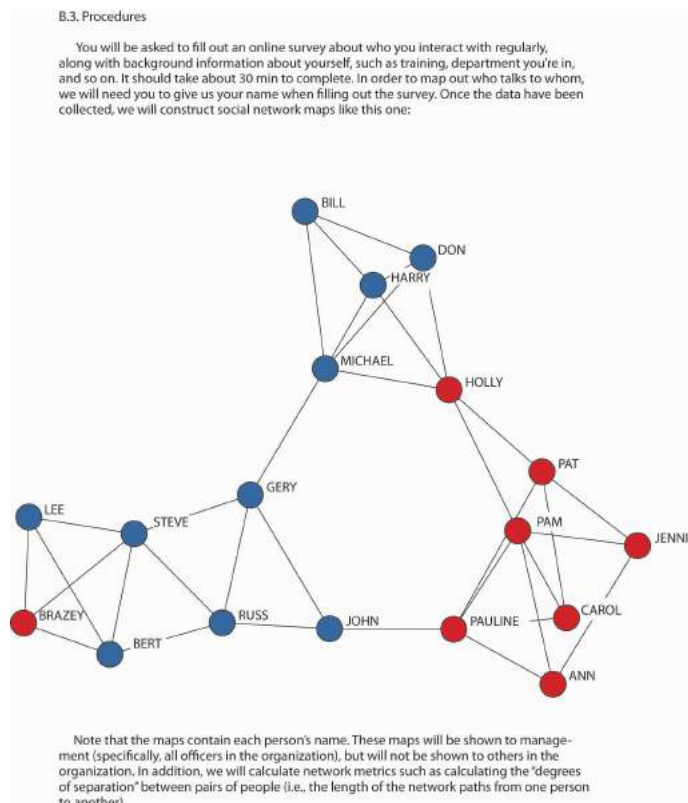 B.3. Procedures
You will be asked to fill out an online survey about who you interact with regularly,
along with background information about yourself, such as training, department you're in,
and so on. It should take about 30 min to complete. In order to map out who talks to whom,
we will need you to give us your name when filling out the survey. Once the data have been
collected, we will construct social network maps like this one:
BILL
DON
HARRY
MICHAEL
HOLLY
PAT
GERY
LEE
STEVE
PAM
JENNI
BRAZEY
RUSS
JOHN
PAULINE
CAROL
BERT
ANN
Note that the maps contain each person's name. These maps will be shown to manage-
ment (specifically, all officers in the organization), but will not be shown to others in the
organization. In addition, we will calculate network metrics such as calculating the "degrees
of separation" between pairs of people (i.e., the length of the network paths from one person
to another)